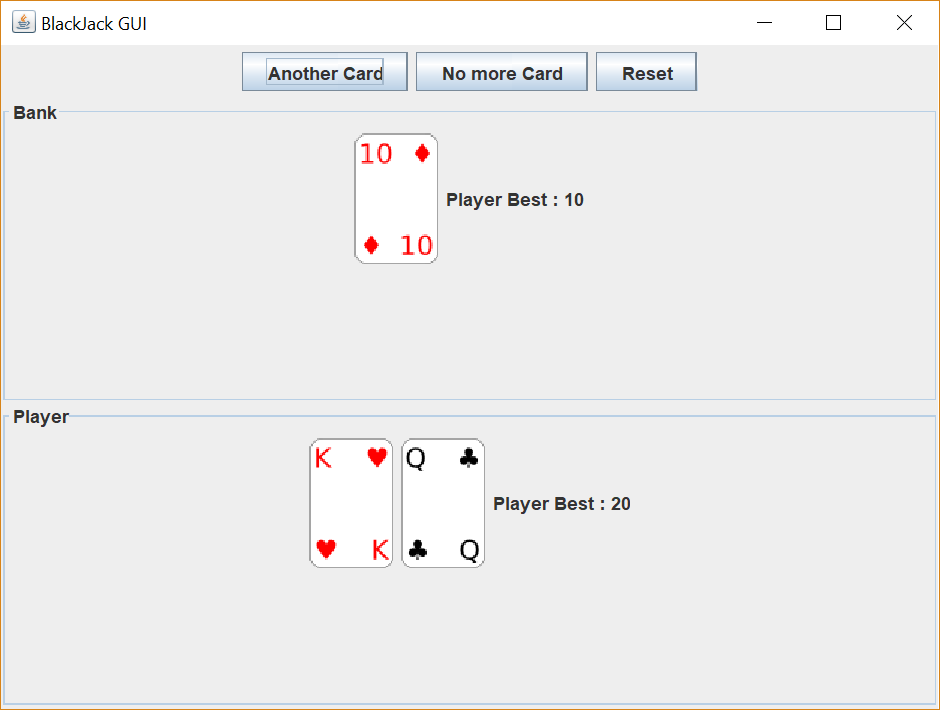 BlackJack GUI
Another Card No more Card Reset
Bank
10
Player Best : 10
10
Player
K Q
Player Best : 20
K Q